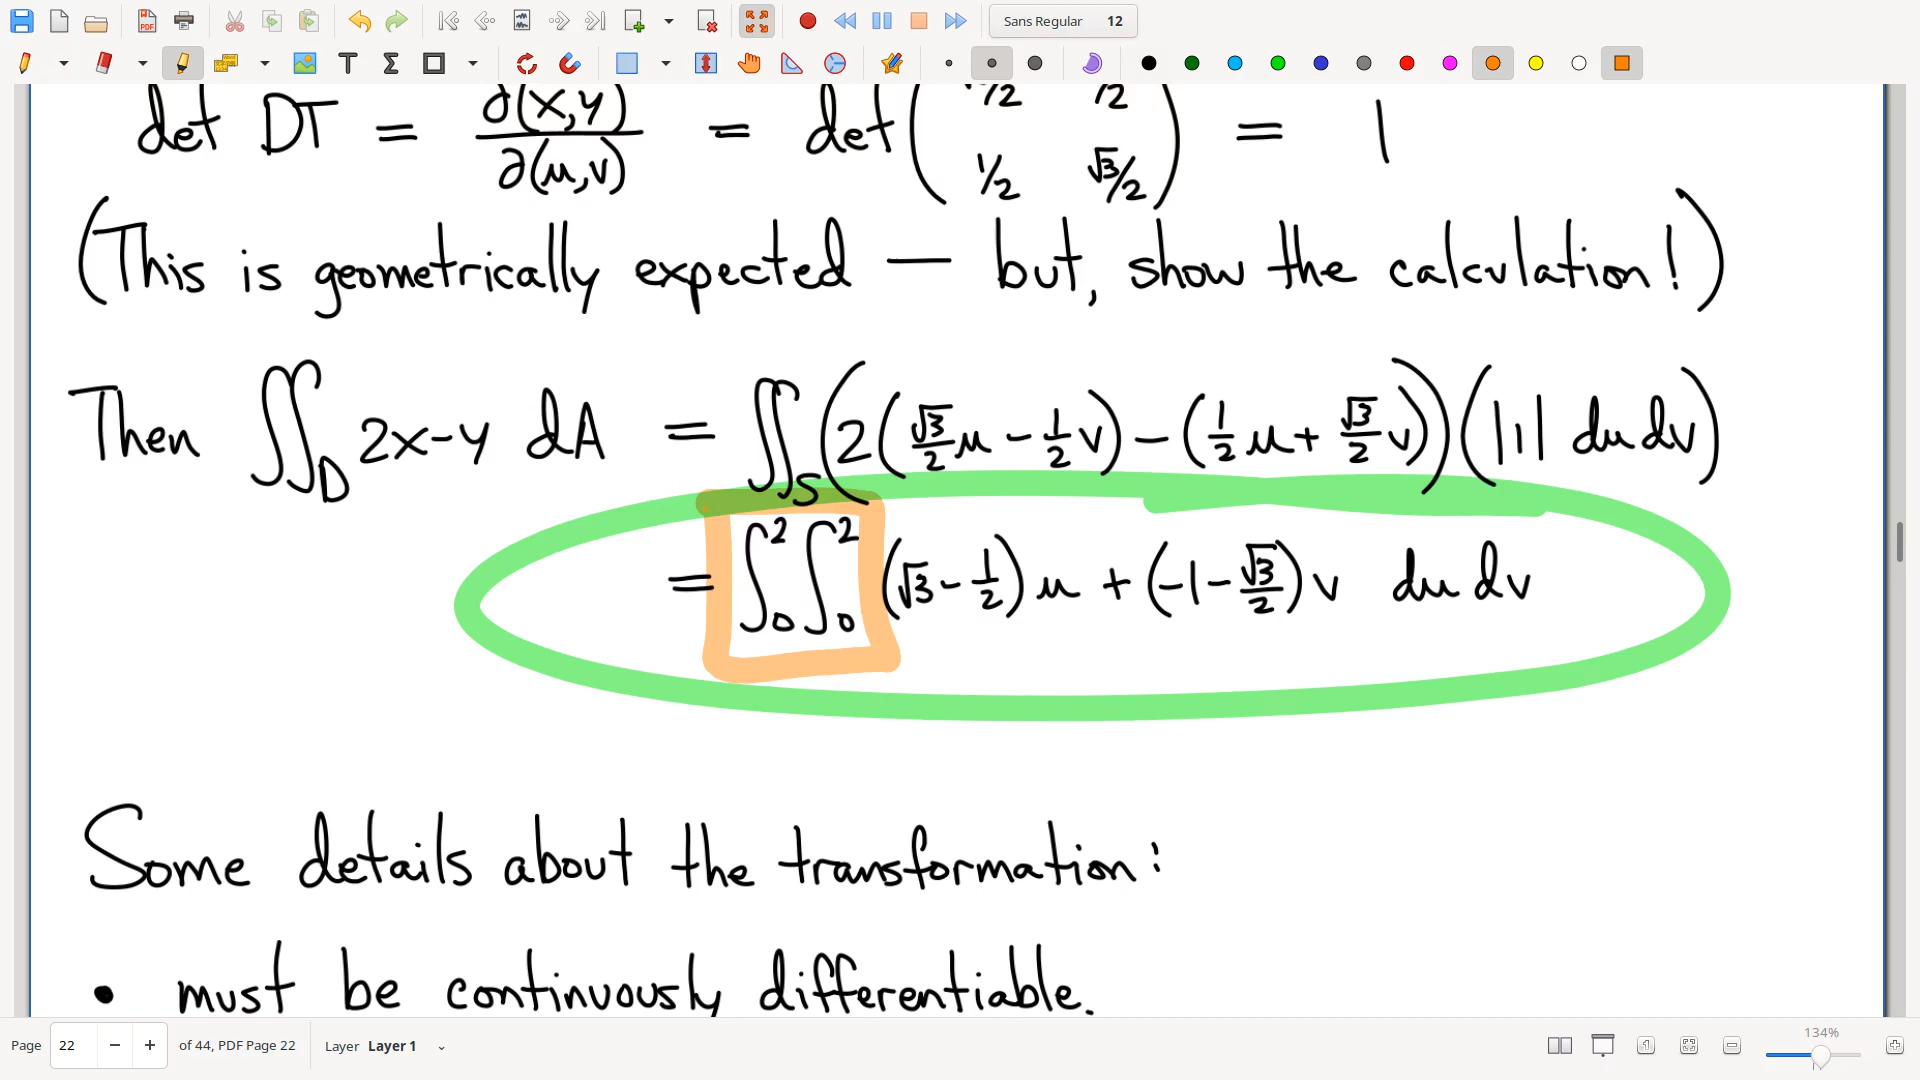 Sans Regular 12
det DT = ∂(x,y)/∂(u,v) = det( √3/2 -1/2 ; 1/2 √3/2 ) = 1
(This is geometrically expected — but, show the calculation!)
Then ∬_D 2x-y dA = ∬_S (2(√3/2 u - 1/2 v) - (1/2 u + √3/2 v))(|1| du dv)
= ∫_0^2 ∫_0^2 (√3 - 1/2)u + (-1 - √3/2)v du dv
Some details about the transformation:
• must be continuously differentiable.
Page 22 − + of 44, PDF Page 22 Layer Layer 1 134%